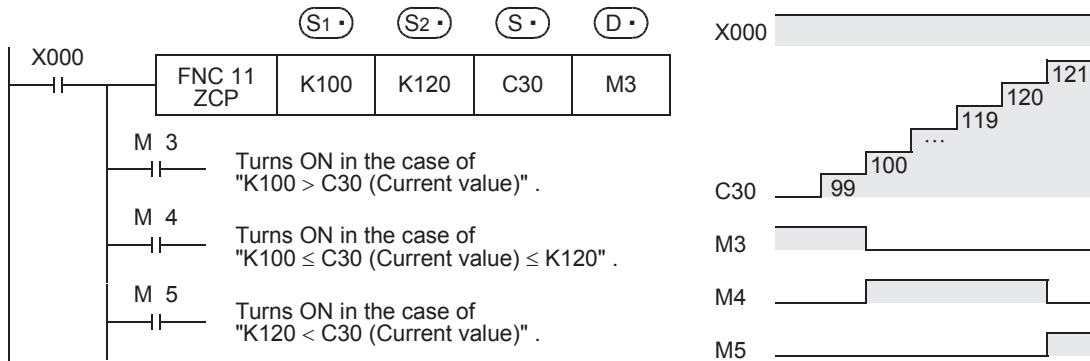 S1・ S2・ S・ D・
X000
FNC 11
ZCP
K100
K120
C30
M3
M 3
Turns ON in the case of
"K100 > C30 (Current value)" .
M 4
Turns ON in the case of
"K100 ≤ C30 (Current value) ≤ K120" .
M 5
Turns ON in the case of
"K120 < C30 (Current value)" .
X000
121
120
119
...
100
99
C30
M3
M4
M5